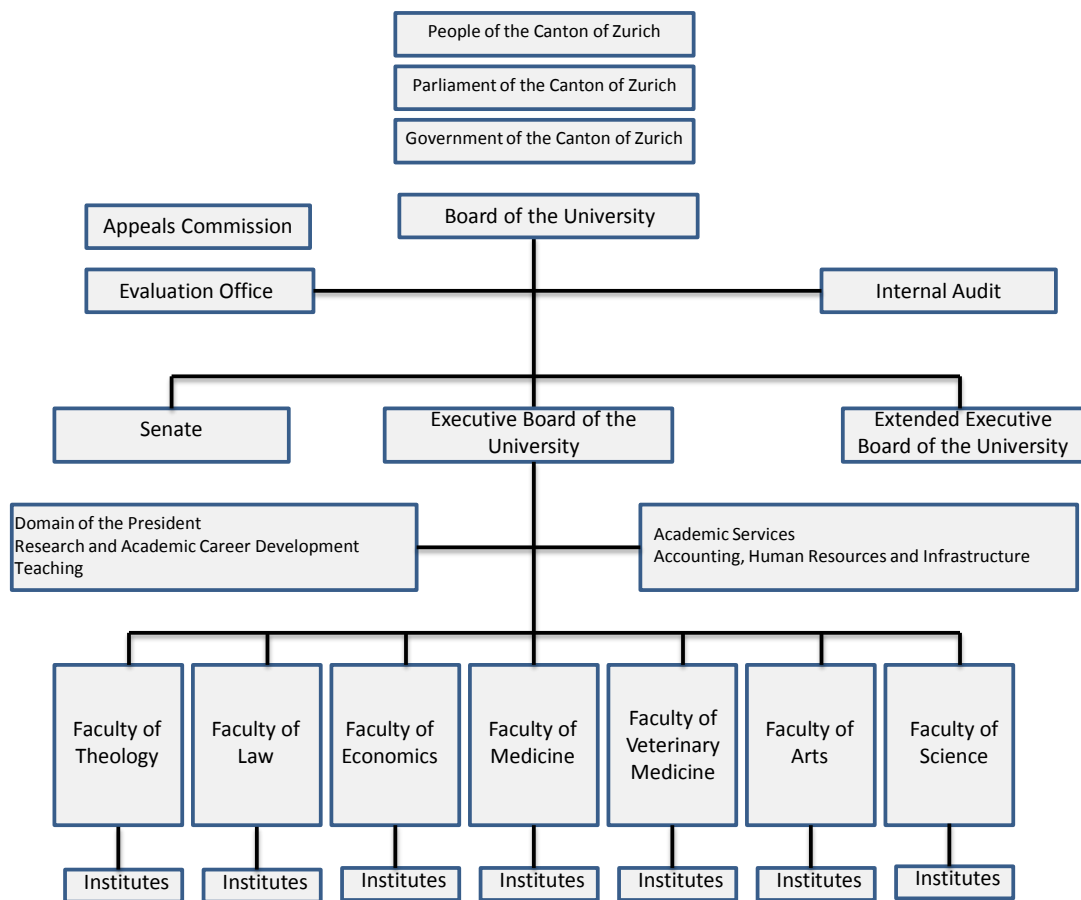 People of the Canton of Zurich
Parliament of the Canton of Zurich
Government of the Canton of Zurich
Board of the University
Appeals Commission
Evaluation Office
Internal Audit
Senate
Executive Board of the
University
Extended Executive
Board of the University
Domain of the President
Research and Academic Career Development
Teaching
Academic Services
Accounting, Human Resources and Infrastructure
Faculty of
Theology
Faculty of
Law
Faculty of
Economics
Faculty of
Medicine
Faculty of
Veterinary
Medicine
Faculty of
Arts
Faculty of
Science
Institutes
Institutes
Institutes
Institutes
Institutes
Institutes
Institutes